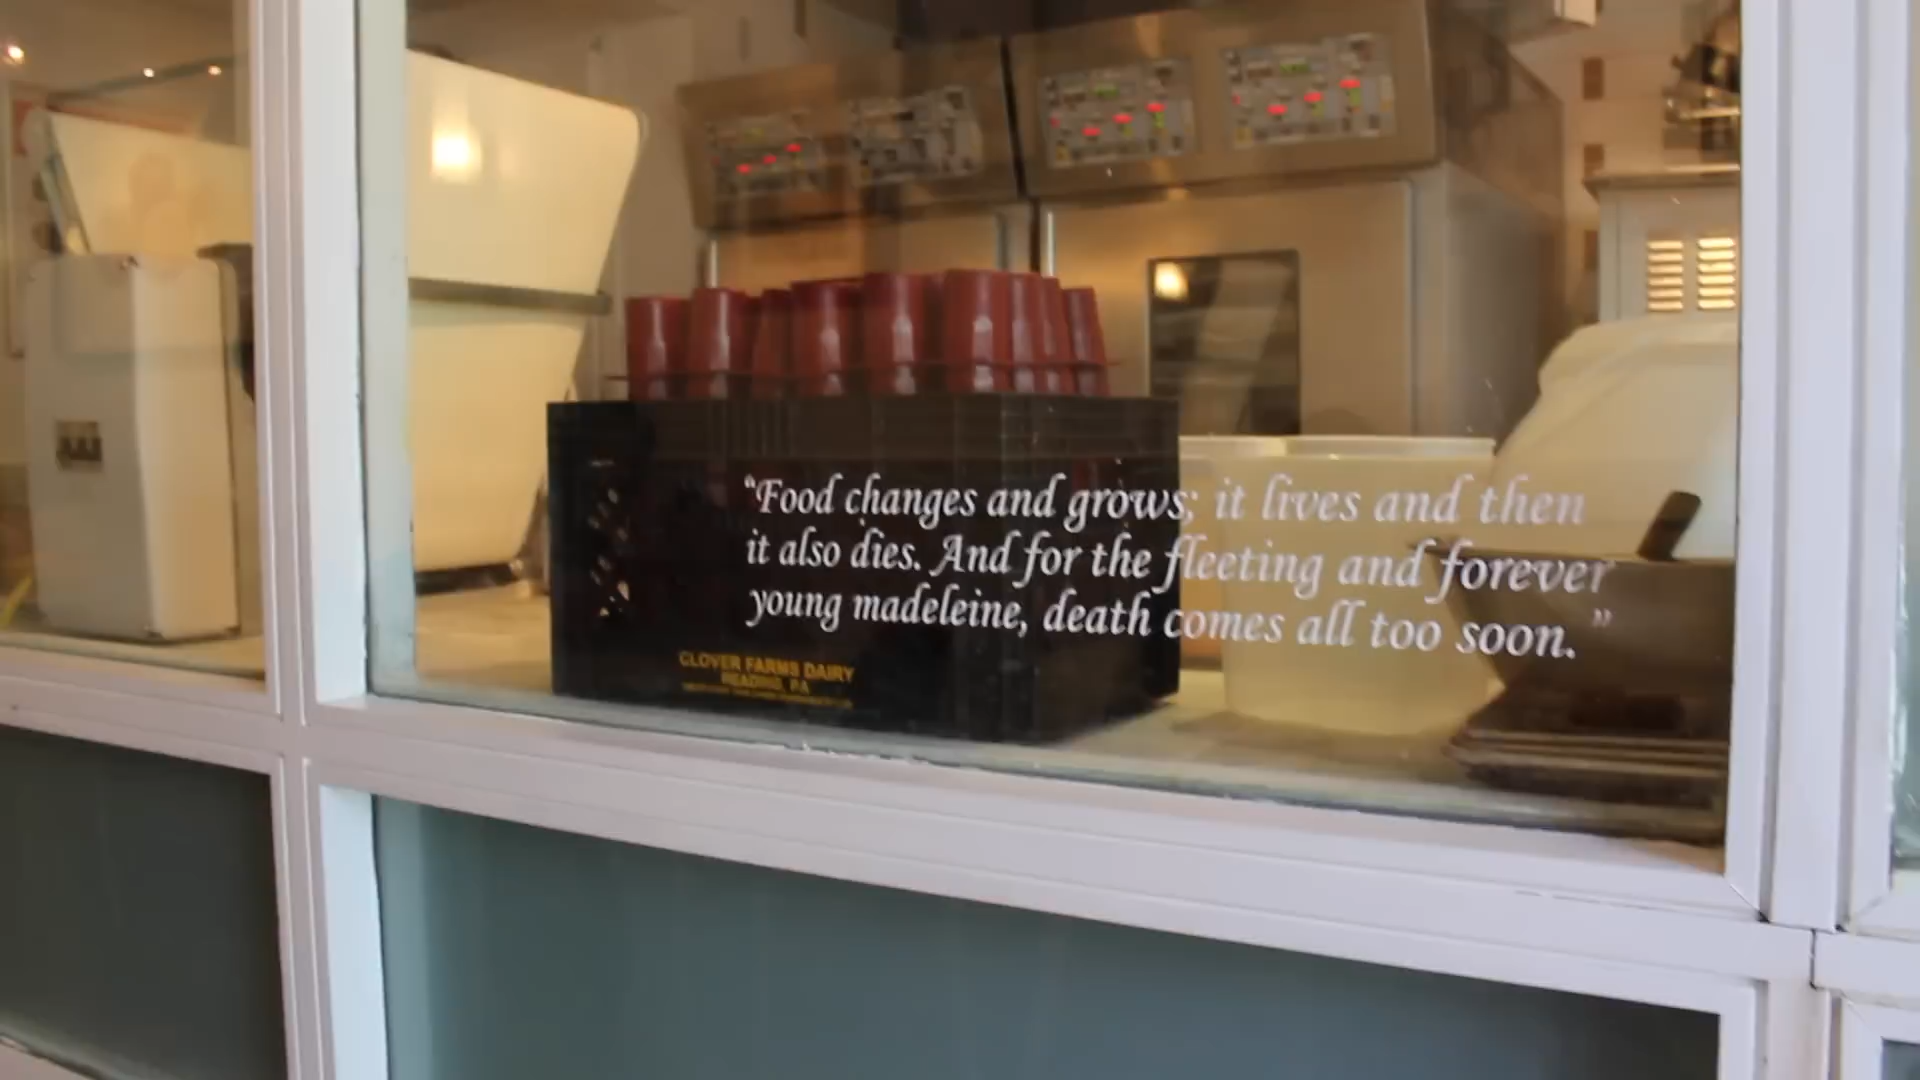 “Food changes and grows; it lives and then
it also dies. And for the fleeting and forever
young madeleine, death comes all too soon.”
CLOVER FARMS DAIRY
READING, PA